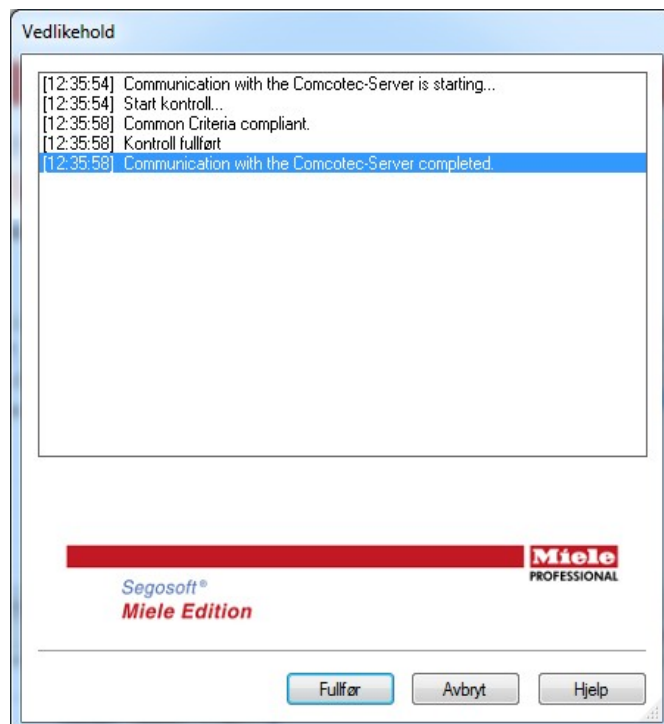 Vedlikehold
[12:35:54] Communication with the Comcotec-Server is starting...
[12:35:54] Start kontroll...
[12:35:58] Common Criteria compliant.
[12:35:58] Kontroll fullført
[12:35:58] Communication with the Comcotec-Server completed.
Miele
PROFESSIONAL
Segosoft®
Miele Edition
Fullfør
Avbryt
Hjelp